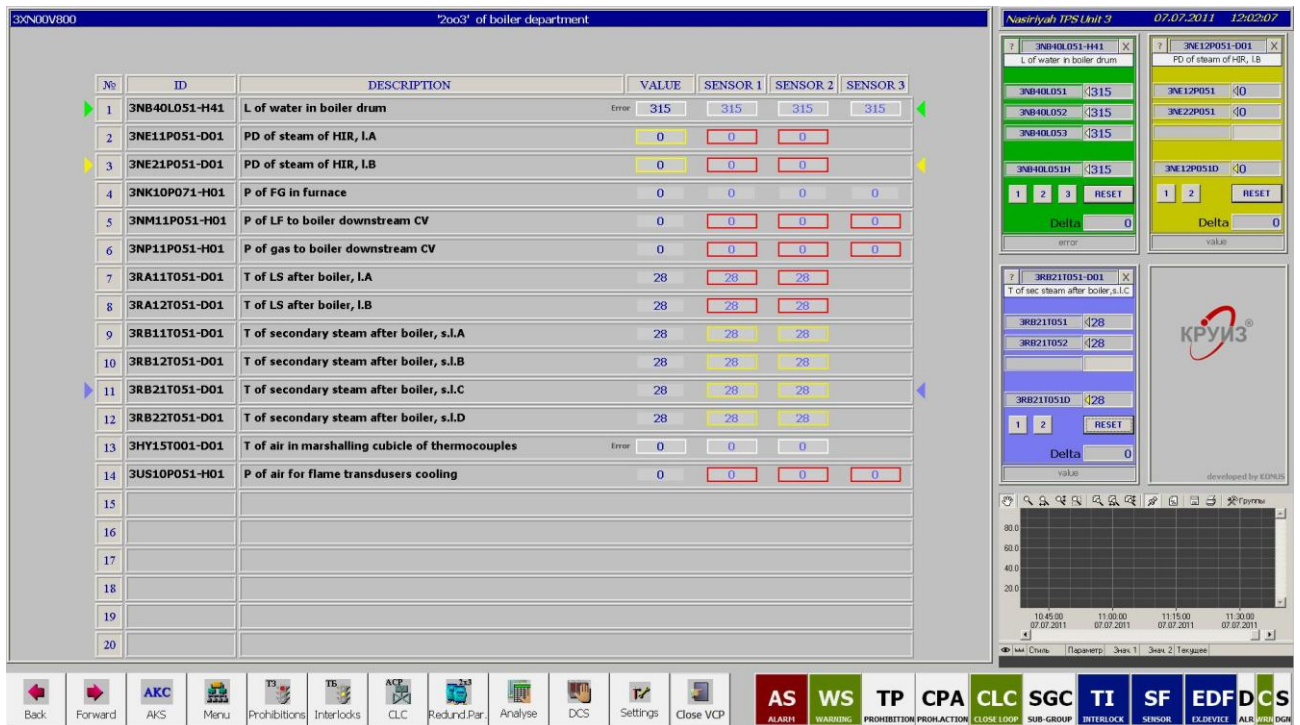 3XN00V800 '2oo3' of boiler department
Nasiriyah TPS Unit 3 07.07.2011 12:02:07
№ ID DESCRIPTION VALUE SENSOR 1 SENSOR 2 SENSOR 3
1 3NB40L051-H41 L of water in boiler drum Error 315 315 315 315
2 3NE11P051-D01 PD of steam of HIR, l.A 0 0 0
3 3NE21P051-D01 PD of steam of HIR, l.B 0 0 0
4 3NK10P071-H01 P of FG in furnace 0 0 0 0
5 3NM11P051-H01 P of LF to boiler downstream CV 0 0 0 0
6 3NP11P051-H01 P of gas to boiler downstream CV 0 0 0 0
7 3RA11T051-D01 T of LS after boiler, l.A 28 28 28
8 3RA12T051-D01 T of LS after boiler, l.B 28 28 28
9 3RB11T051-D01 T of secondary steam after boiler, s.l.A 28 28 28
10 3RB12T051-D01 T of secondary steam after boiler, s.l.B 28 28 28
11 3RB21T051-D01 T of secondary steam after boiler, s.l.C 28 28 28
12 3RB22T051-D01 T of secondary steam after boiler, s.l.D 28 28 28
13 3HY15T001-D01 T of air in marshalling cubicle of thermocouples Error 0 0 0
14 3US10P051-H01 P of air for flame transdusers cooling 0 0 0 0
15
16
17
18
19
20
? 3NB40L051-H41 X
L of water in boiler drum
3NB40L051 315
3NB40L052 315
3NB40L053 315
3NB40L051H 315
1 2 3 RESET
Delta 0
error
? 3NE12P051-D01 X
PD of steam of HIR, l.B
3NE12P051 0
3NE22P051 0
3NE12P051D 0
1 2 RESET
Delta 0
value
? 3RB21T051-D01 X
T of sec steam after boiler,s.l.C
3RB21T051 28
3RB21T052 28
3RB21T051D 28
1 2 RESET
Delta 0
value
КРУИЗ®
developed by KONUS
Группы
80.0
60.0
40.0
20.0
10:45:00 11:00:00 11:15:00 11:30:00
07.07.2011 07.07.2011 07.07.2011 07.07.2011
Стиль Параметр Знач. 1 Знач. 2 Текущее
ТЗ ТБ АСР 2x3
AKC
Back Forward AKS Menu Prohibitions Interlocks CLC Redund.Par. Analyse DCS Settings Close VCP
AS WS TP CPA CLC SGC TI SF EDF D C S
ALARM WARNING PROHIBITION PROH.ACTION CLOSE LOOP SUB-GROUP INTERLOCK SENSOR EX.DEVICE ALR WRN DGN